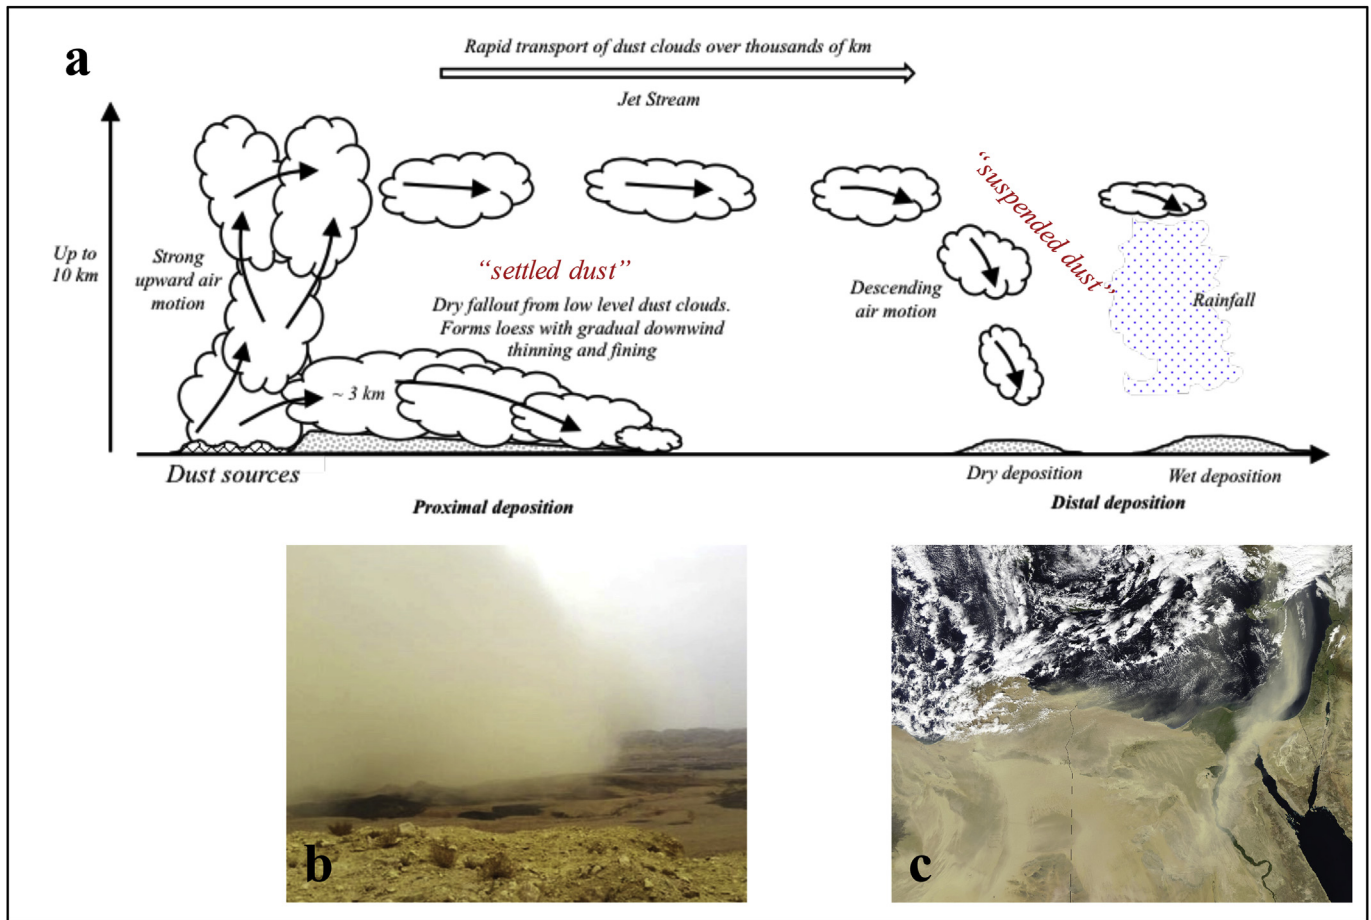 a
Rapid transport of dust clouds over thousands of km
Jet Stream
Up to
10 km
Strong
upward air
motion
"settled dust"
Dry fallout from low level dust clouds.
Forms loess with gradual downwind
thinning and fining
~ 3 km
Descending
air motion
"suspended dust"
Rainfall
Dust sources
Dry deposition
Wet deposition
Proximal deposition
Distal deposition
b
c